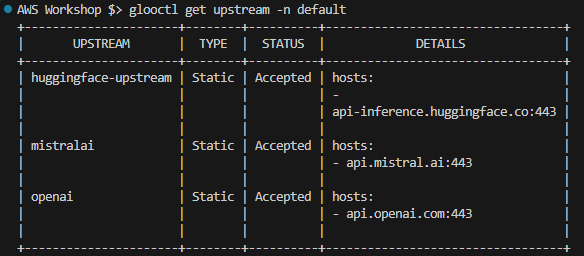 AWS Workshop $> glooctl get upstream -n default
UPSTREAM | TYPE | STATUS | DETAILS
huggingface-upstream | Static | Accepted | hosts:
-
api-inference.huggingface.co:443
mistralai | Static | Accepted | hosts:
- api.mistral.ai:443
openai | Static | Accepted | hosts:
- api.openai.com:443